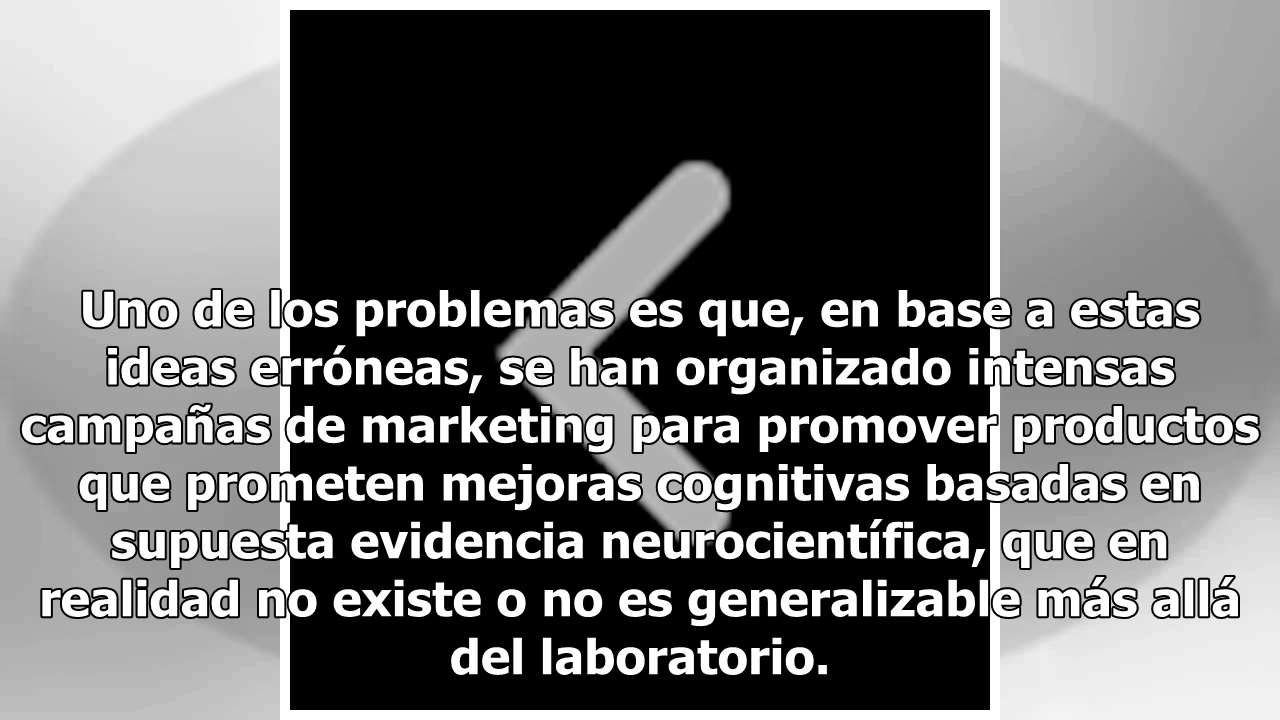 Uno de los problemas es que, en base a estas
ideas erróneas, se han organizado intensas
campañas de marketing para promover productos
que prometen mejoras cognitivas basadas en
supuesta evidencia neurocientífica, que en
realidad no existe o no es generalizable más allá
del laboratorio.